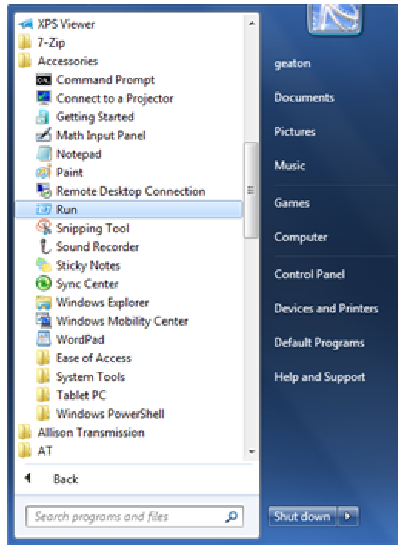 XPS Viewer
7-Zip
Accessories
Command Prompt
Connect to a Projector
Getting Started
Math Input Panel
Notepad
Paint
Remote Desktop Connection
Run
Snipping Tool
Sound Recorder
Sticky Notes
Sync Center
Windows Explorer
Windows Mobility Center
WordPad
Ease of Access
System Tools
Tablet PC
Windows PowerShell
Allison Transmission
AT
Back
Search programs and files
geaton
Documents
Pictures
Music
Games
Computer
Control Panel
Devices and Printers
Default Programs
Help and Support
Shut down